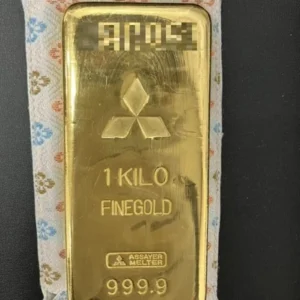 1 KILO
FINEGOLD
ASSAYER
MELTER
999.9